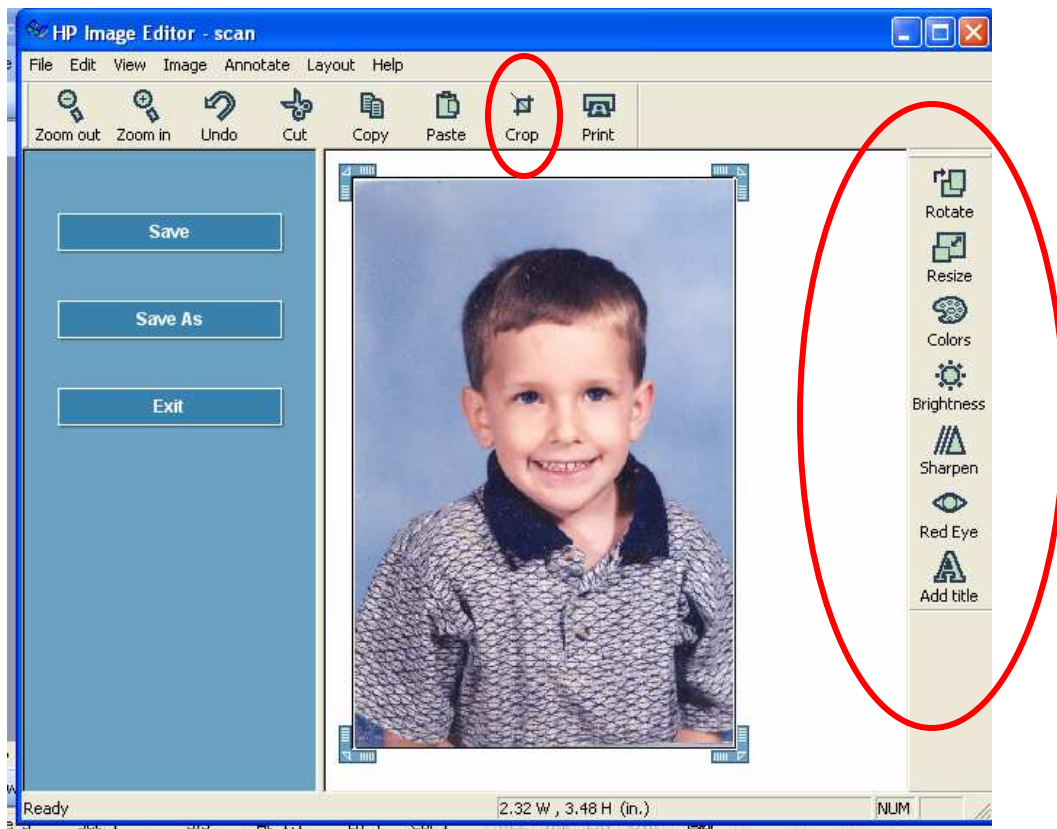 HP Image Editor - scan
File Edit View Image Annotate Layout Help
Zoom out Zoom in Undo Cut Copy Paste Crop Print
Save
Save As
Exit
Rotate
Resize
Colors
Brightness
Sharpen
Red Eye
Add title
Ready 2.32 W , 3.48 H (in.) NUM